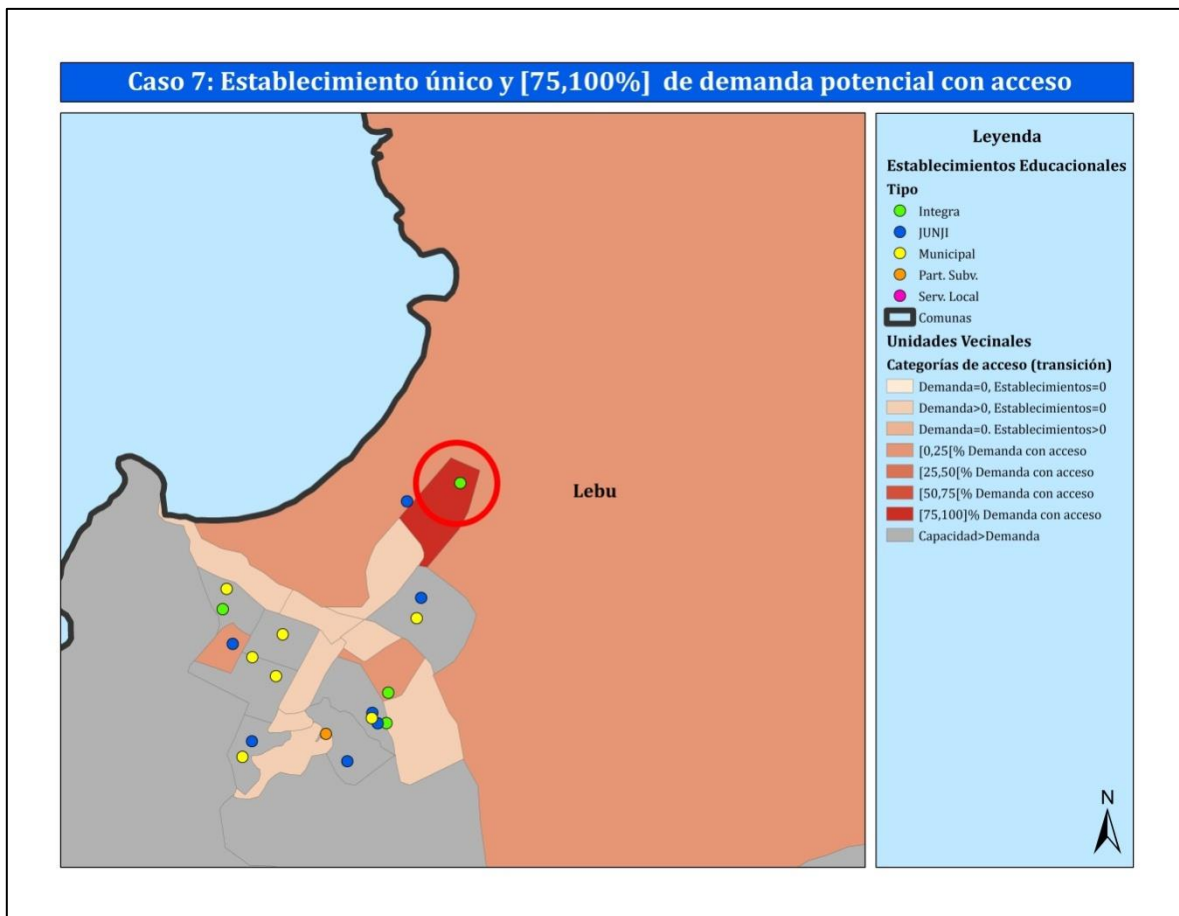 Caso 7: Establecimiento único y [75,100%] de demanda potencial con acceso
Lebu
Leyenda
Establecimientos Educacionales
Tipo
Integra
JUNJI
Municipal
Part. Subv.
Serv. Local
Comunas
Unidades Vecinales
Categorías de acceso (transición)
Demanda=0, Establecimientos=0
Demanda>0, Establecimientos=0
Demanda=0. Establecimientos>0
[0,25[% Demanda con acceso
[25,50[% Demanda con acceso
[50,75[% Demanda con acceso
[75,100]% Demanda con acceso
Capacidad>Demanda
N